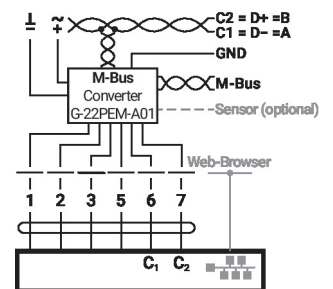 C2 = D+ =B
C1 = D− =A
GND
M-Bus
Converter
G-22PEM-A01
M-Bus
Sensor (optional)
Web-Browser
1 2 3 5 6 7
C1 C2